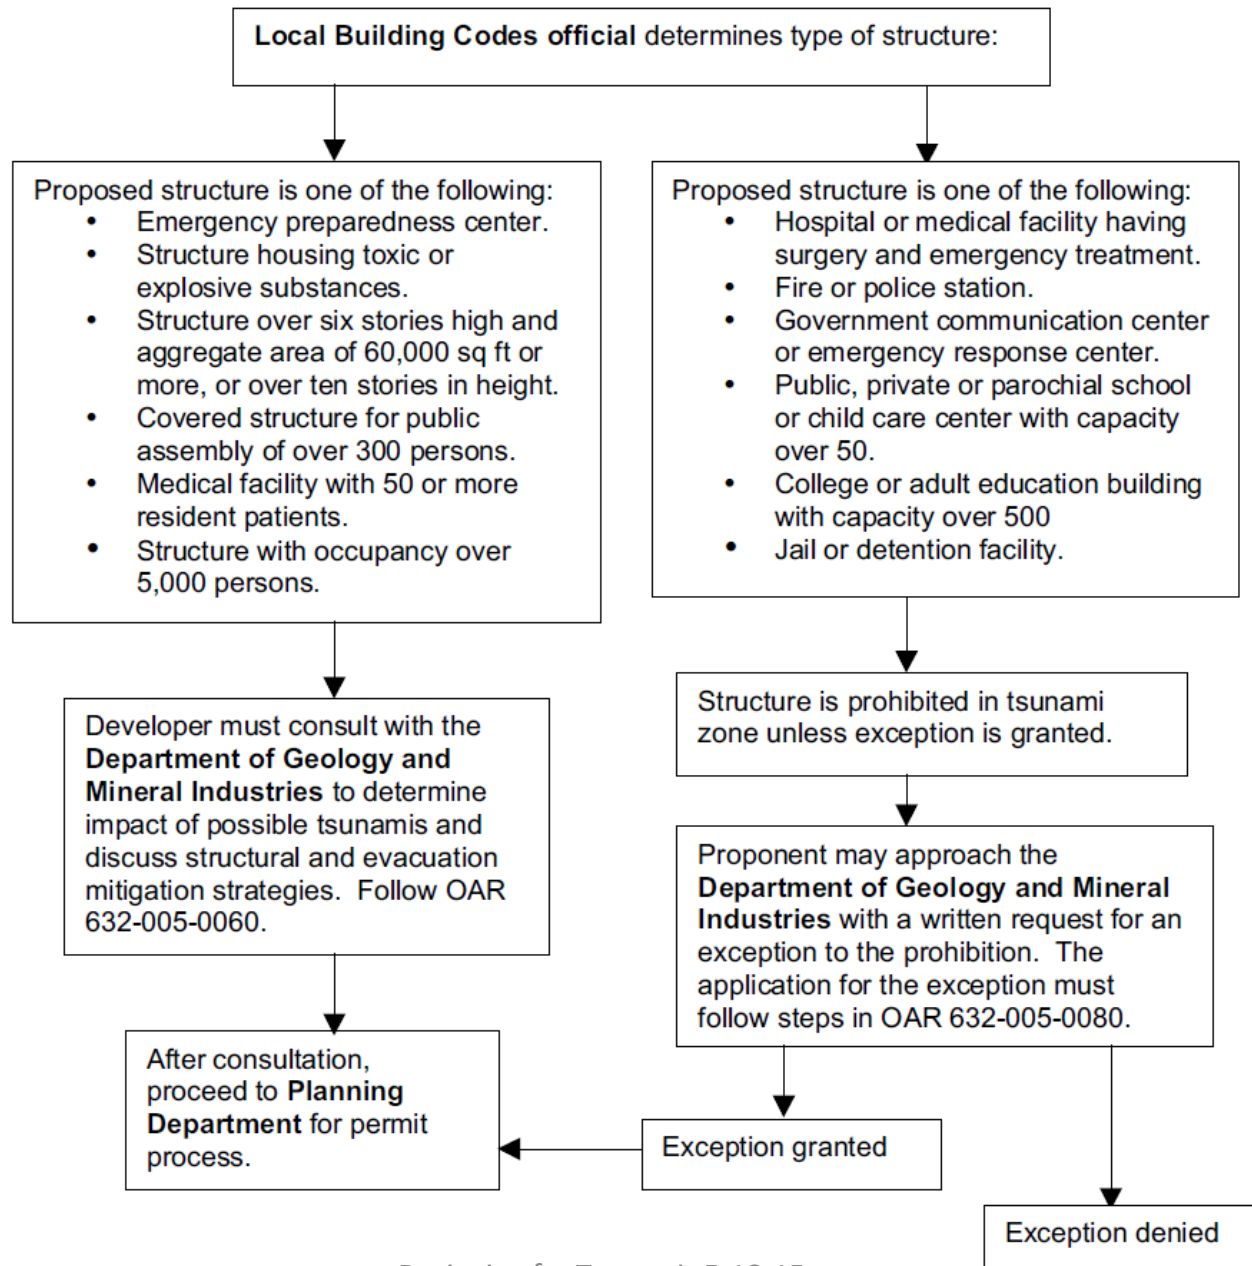 Local Building Codes official determines type of structure:
Proposed structure is one of the following:
• Emergency preparedness center.
• Structure housing toxic or
explosive substances.
• Structure over six stories high and
aggregate area of 60,000 sq ft or
more, or over ten stories in height.
• Covered structure for public
assembly of over 300 persons.
• Medical facility with 50 or more
resident patients.
• Structure with occupancy over
5,000 persons.
Proposed structure is one of the following:
• Hospital or medical facility having
surgery and emergency treatment.
• Fire or police station.
• Government communication center
or emergency response center.
• Public, private or parochial school
or child care center with capacity
over 50.
• College or adult education building
with capacity over 500
• Jail or detention facility.
Developer must consult with the
Department of Geology and
Mineral Industries to determine
impact of possible tsunamis and
discuss structural and evacuation
mitigation strategies.  Follow OAR
632-005-0060.
Structure is prohibited in tsunami
zone unless exception is granted.
Proponent may approach the
Department of Geology and Mineral
Industries with a written request for an
exception to the prohibition.  The
application for the exception must
follow steps in OAR 632-005-0080.
After consultation,
proceed to Planning
Department for permit
process.
Exception granted
Exception denied